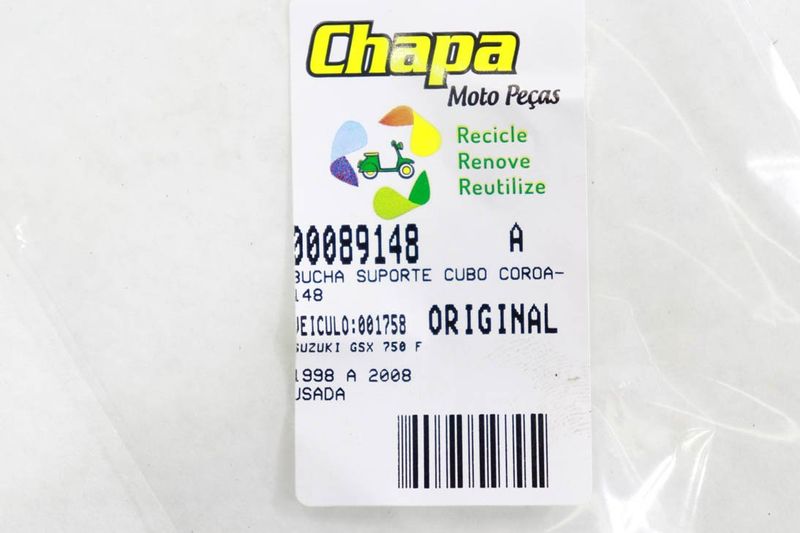 Chapa
Moto Peças
Recicle
Renove
Reutilize
00089148 A
BUCHA SUPORTE CUBO COROA-
148
VEICULO:001758 ORIGINAL
SUZUKI GSX 750 F
1998 A 2008
USADA